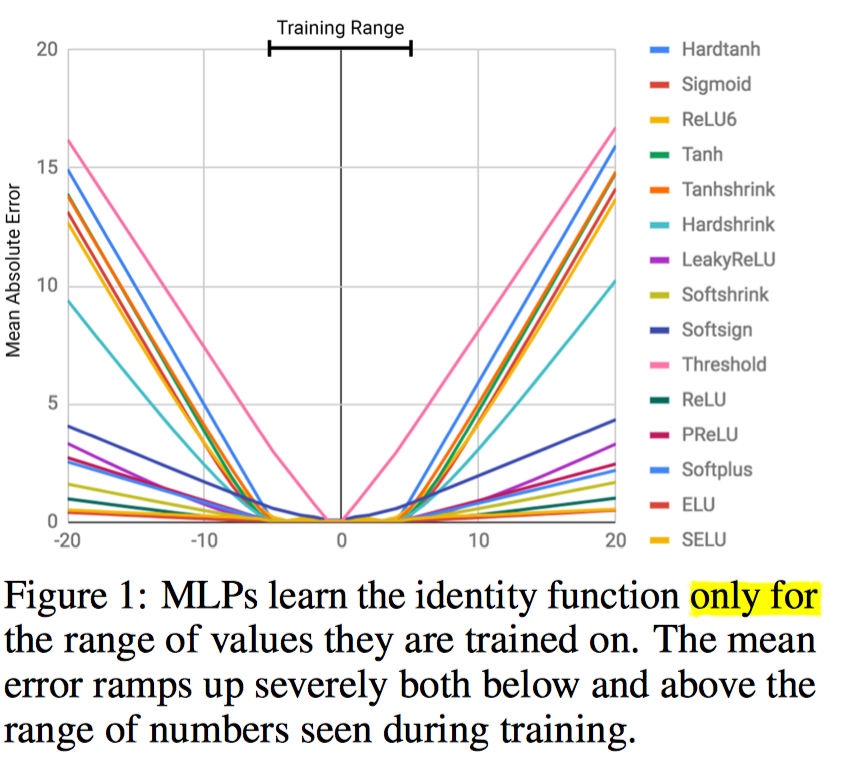 Training Range
20
15
10
5
0
Mean Absolute Error
-20 -10 0 10 20
Hardtanh
Sigmoid
ReLU6
Tanh
Tanhshrink
Hardshrink
LeakyReLU
Softshrink
Softsign
Threshold
ReLU
PReLU
Softplus
ELU
SELU
Figure 1: MLPs learn the identity function only for
the range of values they are trained on. The mean
error ramps up severely both below and above the
range of numbers seen during training.